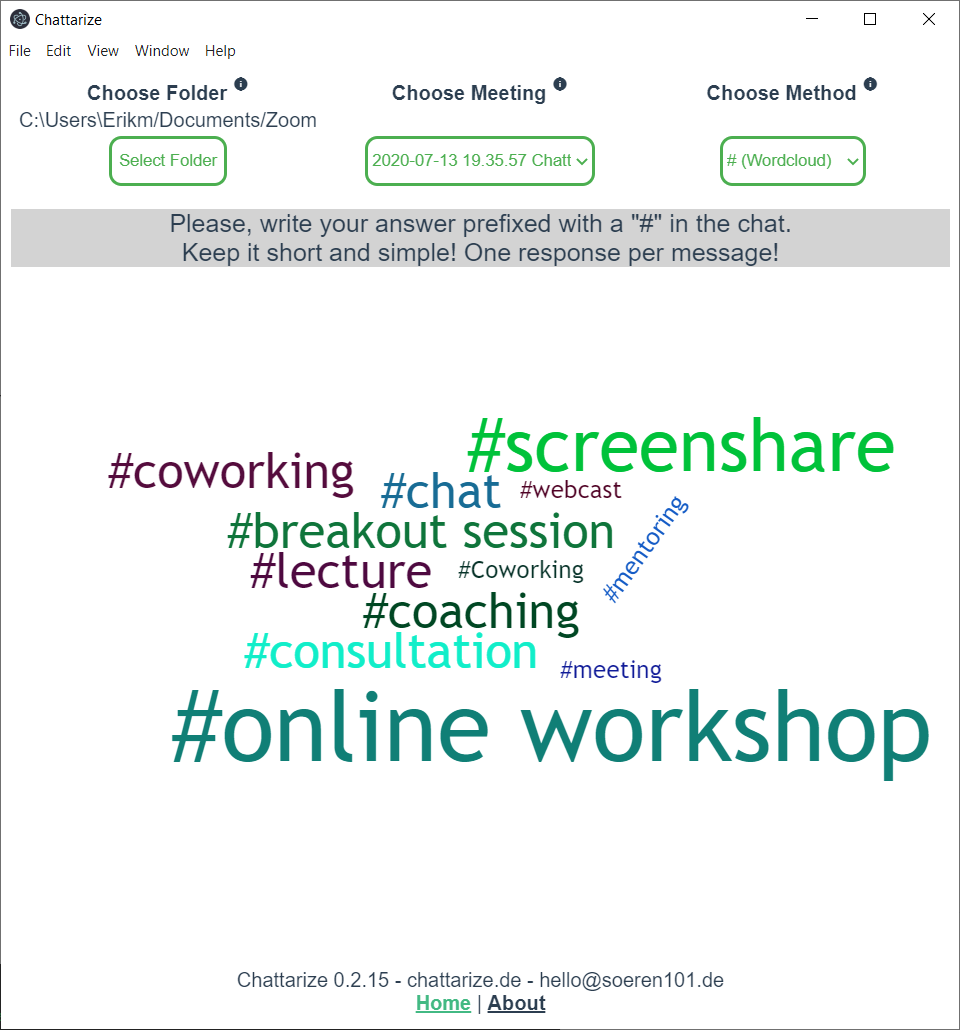 Chattarize
File Edit View Window Help
Choose Folder Choose Meeting Choose Method
C:\Users\Erikm/Documents/Zoom
Select Folder 2020-07-13 19.35.57 Chatt # (Wordcloud)
Please, write your answer prefixed with a "#" in the chat.
Keep it short and simple! One response per message!
#screenshare
#coworking
#chat
#webcast
#breakout session
#mentoring
#lecture
#Coworking
#coaching
#consultation
#meeting
#online workshop
Chattarize 0.2.15 - chattarize.de - hello@soeren101.de
Home | About